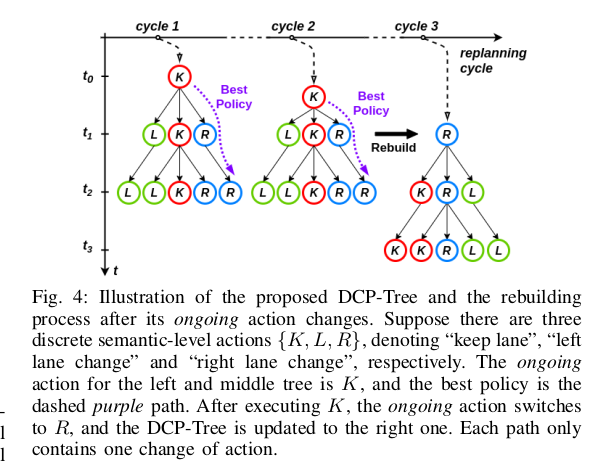 cycle 1 cycle 2 cycle 3
replanning
cycle
t0 K K
Best
Policy
Best
Policy
t1 L K R L K R R
Rebuild
t2 L L K R R L L K R R K R L
t3 K K R L L
t
Fig. 4: Illustration of the proposed DCP-Tree and the rebuilding
process after its ongoing action changes. Suppose there are three
discrete semantic-level actions {K, L, R}, denoting “keep lane”, “left
lane change” and “right lane change”, respectively. The ongoing
action for the left and middle tree is K, and the best policy is the
dashed purple path. After executing K, the ongoing action switches
to R, and the DCP-Tree is updated to the right one. Each path only
contains one change of action.
l
l